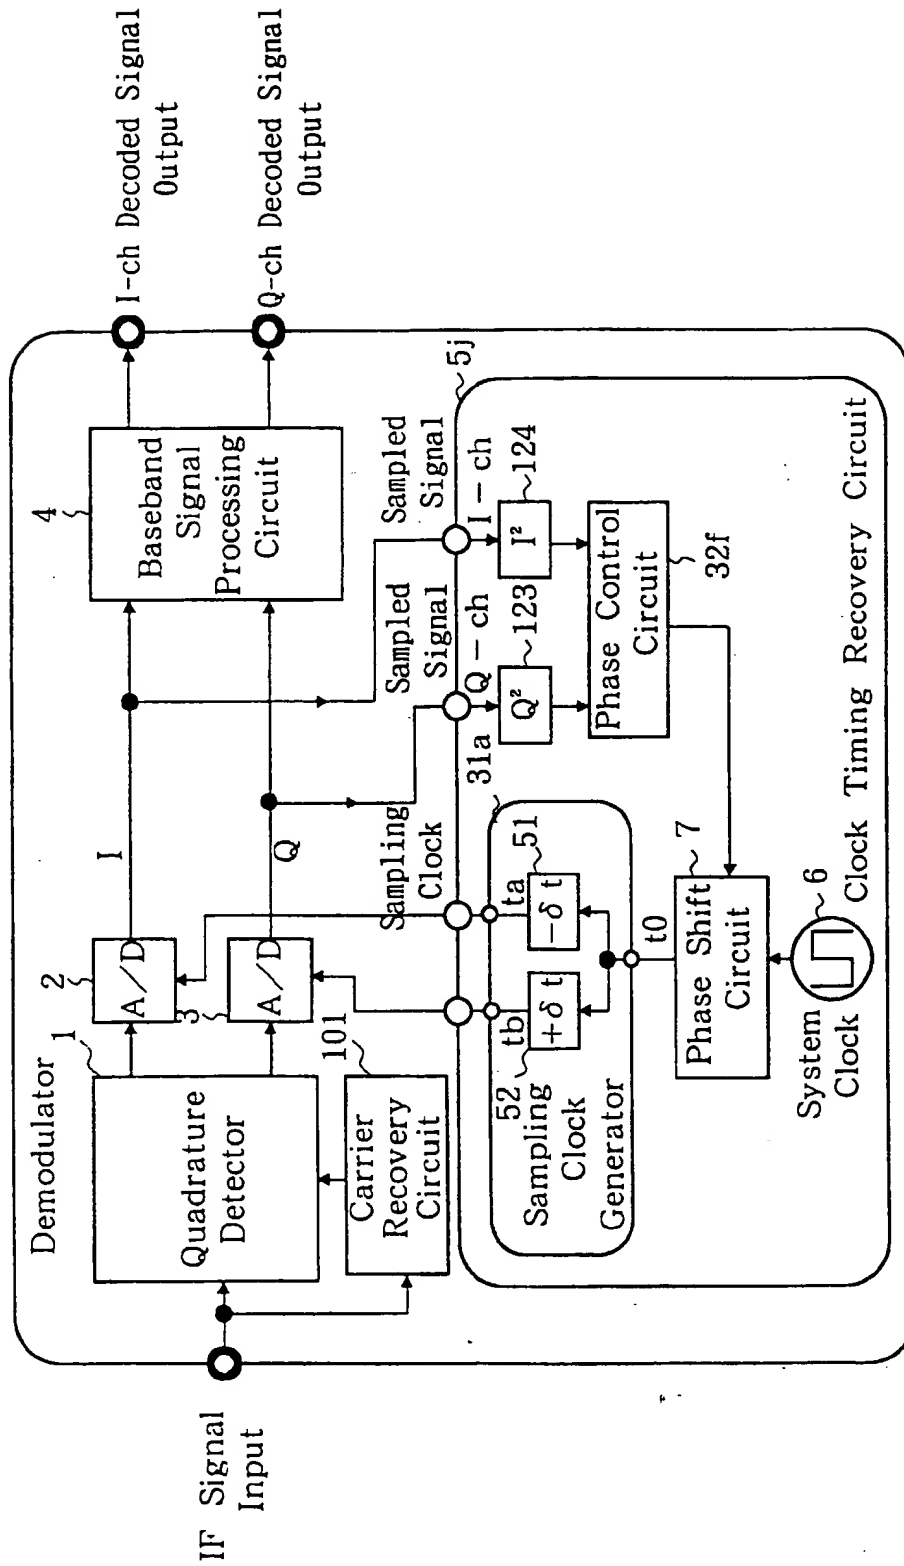 Demodulator
IF Signal
Input
1
Quadrature
Detector
101
Carrier
Recovery
Circuit
2
A/D
3
A/D
I
Q
4
Baseband
Signal
Processing
Circuit
I-ch Decoded Signal
Output
Q-ch Decoded Signal
Output
Sampling
Clock
Sampled
Signal
Sampled
Signal
5j
31a
Q-ch
I-ch
Q²
123
I²
124
Phase Control
Circuit
32f
tb
ta
52
+δt
51
-δt
Sampling
Clock
Generator
t0
7
Phase Shift
Circuit
6
System
Clock
Clock Timing Recovery Circuit